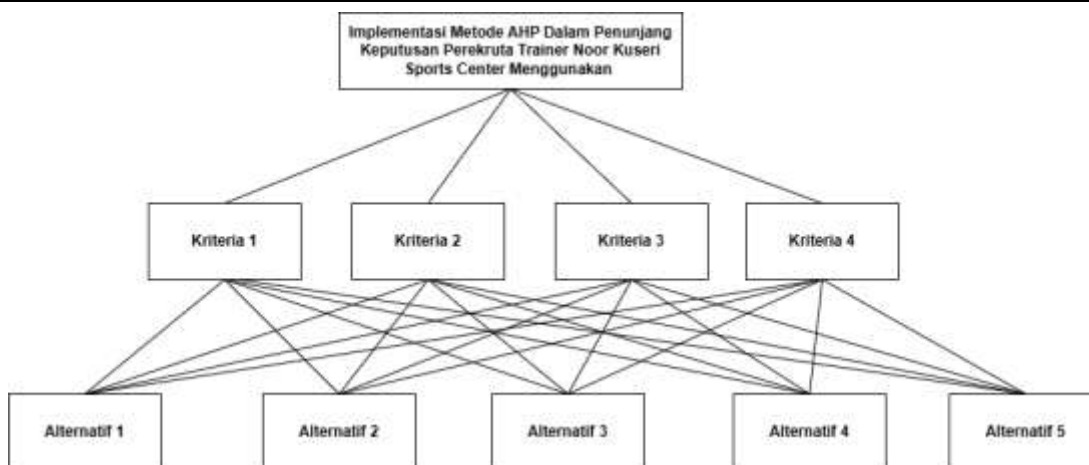 Implementasi Metode AHP Dalam Penunjang
Keputusan Perekruta Trainer Noor Kuseri
Sports Center Menggunakan
Kriteria 1
Kriteria 2
Kriteria 3
Kriteria 4
Alternatif 1
Alternatif 2
Alternatif 3
Alternatif 4
Alternatif 5